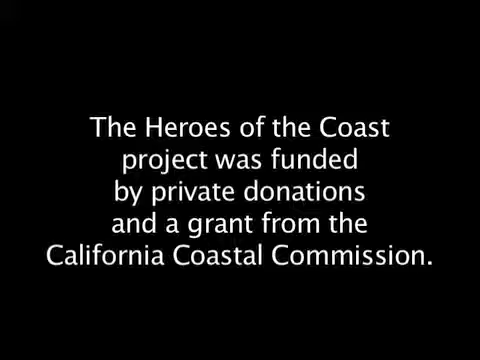 The Heroes of the Coast
project was funded
by private donations
and a grant from the
California Coastal Commission.